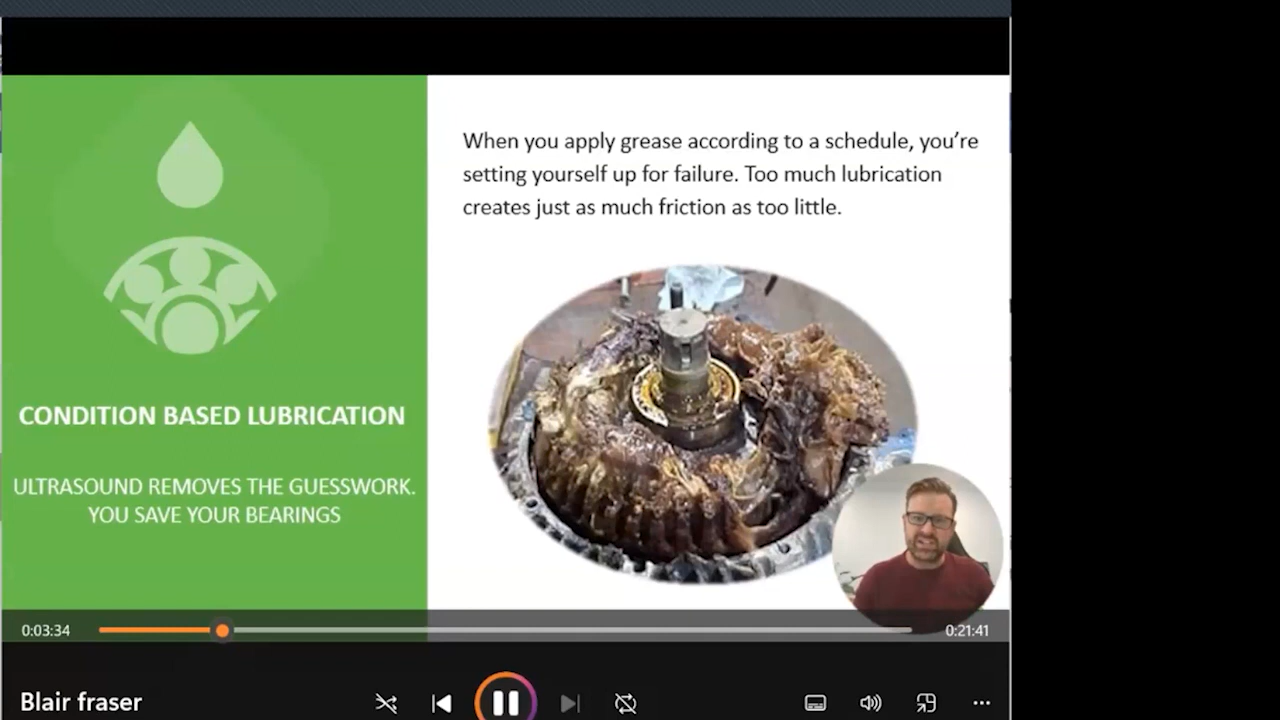 When you apply grease according to a schedule, you’re
setting yourself up for failure. Too much lubrication
creates just as much friction as too little.
CONDITION BASED LUBRICATION
ULTRASOUND REMOVES THE GUESSWORK.
YOU SAVE YOUR BEARINGS
0:03:34
0:21:41
Blair fraser